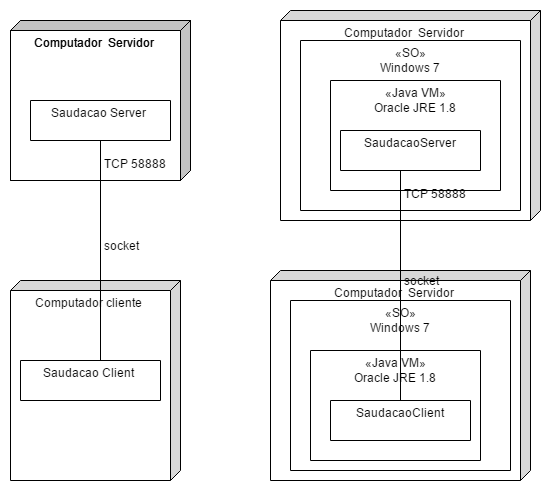 Computador Servidor
Saudacao Server
TCP 58888
socket
Computador cliente
Saudacao Client
Computador Servidor
«SO»
Windows 7
«Java VM»
Oracle JRE 1.8
SaudacaoServer
TCP 58888
socket
Computador Servidor
«SO»
Windows 7
«Java VM»
Oracle JRE 1.8
SaudacaoClient